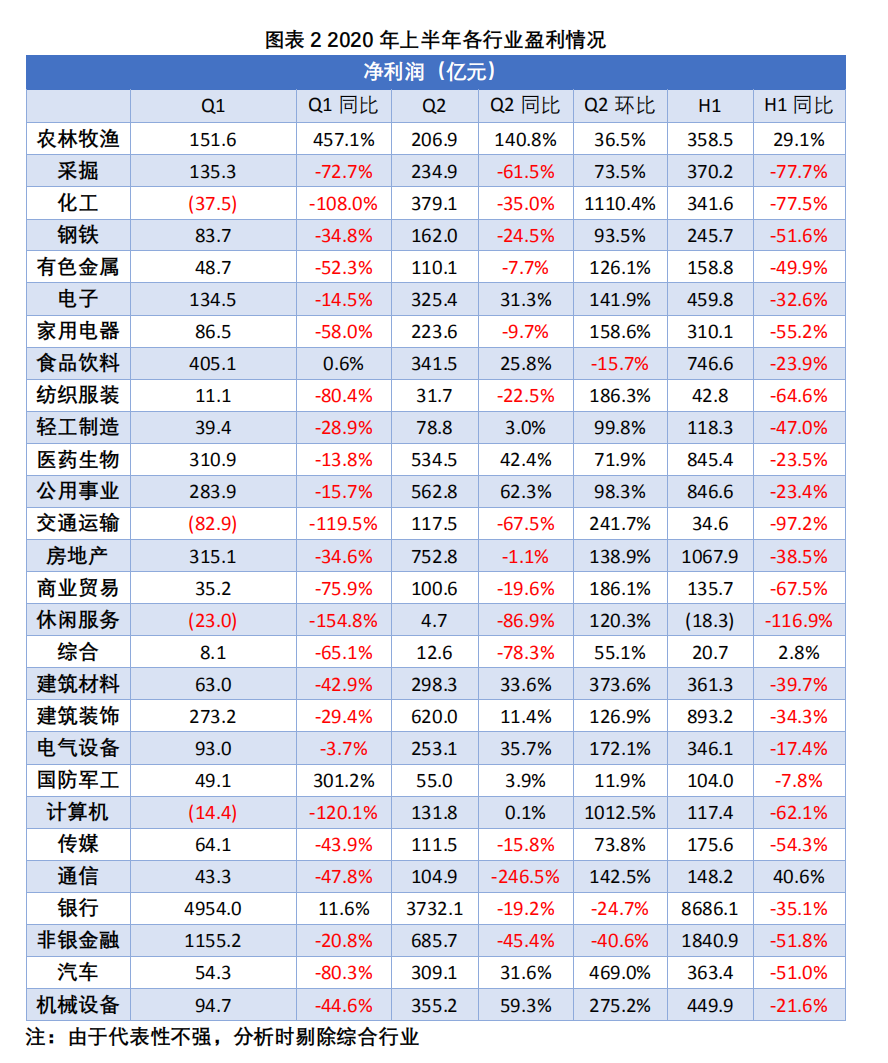 图表 2 2020 年上半年各行业盈利情况
净利润（亿元）
Q1 Q1 同比 Q2 Q2 同比 Q2 环比 H1 H1 同比
农林牧渔 151.6 457.1% 206.9 140.8% 36.5% 358.5 29.1%
采掘 135.3 -72.7% 234.9 -61.5% 73.5% 370.2 -77.7%
化工 (37.5) -108.0% 379.1 -35.0% 1110.4% 341.6 -77.5%
钢铁 83.7 -34.8% 162.0 -24.5% 93.5% 245.7 -51.6%
有色金属 48.7 -52.3% 110.1 -7.7% 126.1% 158.8 -49.9%
电子 134.5 -14.5% 325.4 31.3% 141.9% 459.8 -32.6%
家用电器 86.5 -58.0% 223.6 -9.7% 158.6% 310.1 -55.2%
食品饮料 405.1 0.6% 341.5 25.8% -15.7% 746.6 -23.9%
纺织服装 11.1 -80.4% 31.7 -22.5% 186.3% 42.8 -64.6%
轻工制造 39.4 -28.9% 78.8 3.0% 99.8% 118.3 -47.0%
医药生物 310.9 -13.8% 534.5 42.4% 71.9% 845.4 -23.5%
公用事业 283.9 -15.7% 562.8 62.3% 98.3% 846.6 -23.4%
交通运输 (82.9) -119.5% 117.5 -67.5% 241.7% 34.6 -97.2%
房地产 315.1 -34.6% 752.8 -1.1% 138.9% 1067.9 -38.5%
商业贸易 35.2 -75.9% 100.6 -19.6% 186.1% 135.7 -67.5%
休闲服务 (23.0) -154.8% 4.7 -86.9% 120.3% (18.3) -116.9%
综合 8.1 -65.1% 12.6 -78.3% 55.1% 20.7 2.8%
建筑材料 63.0 -42.9% 298.3 33.6% 373.6% 361.3 -39.7%
建筑装饰 273.2 -29.4% 620.0 11.4% 126.9% 893.2 -34.3%
电气设备 93.0 -3.7% 253.1 35.7% 172.1% 346.1 -17.4%
国防军工 49.1 301.2% 55.0 3.9% 11.9% 104.0 -7.8%
计算机 (14.4) -120.1% 131.8 0.1% 1012.5% 117.4 -62.1%
传媒 64.1 -43.9% 111.5 -15.8% 73.8% 175.6 -54.3%
通信 43.3 -47.8% 104.9 -246.5% 142.5% 148.2 40.6%
银行 4954.0 11.6% 3732.1 -19.2% -24.7% 8686.1 -35.1%
非银金融 1155.2 -20.8% 685.7 -45.4% -40.6% 1840.9 -51.8%
汽车 54.3 -80.3% 309.1 31.6% 469.0% 363.4 -51.0%
机械设备 94.7 -44.6% 355.2 59.3% 275.2% 449.9 -21.6%
注：由于代表性不强，分析时剔除综合行业